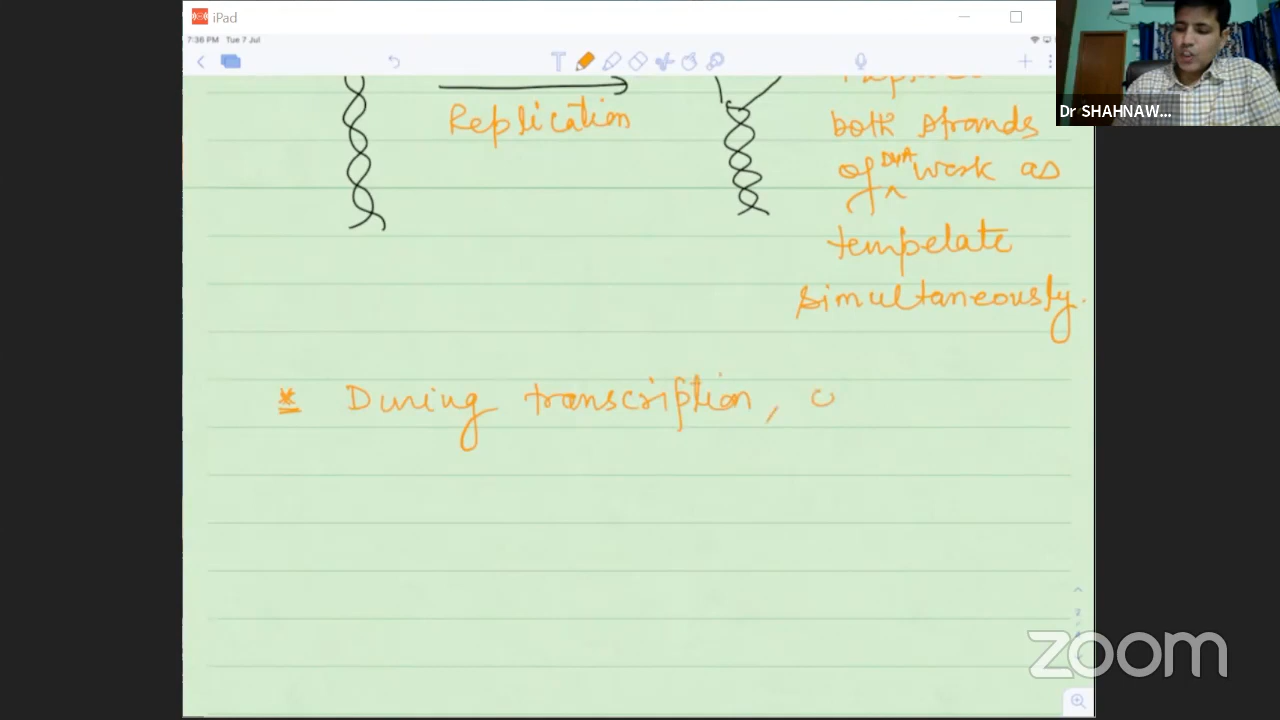 iPad
7:36 PM Tue 7 Jul
Dr SHAHNAW...
Replication
both strands
of DNA work as
tempelate
simultaneously.
* During transcription, o
zoom